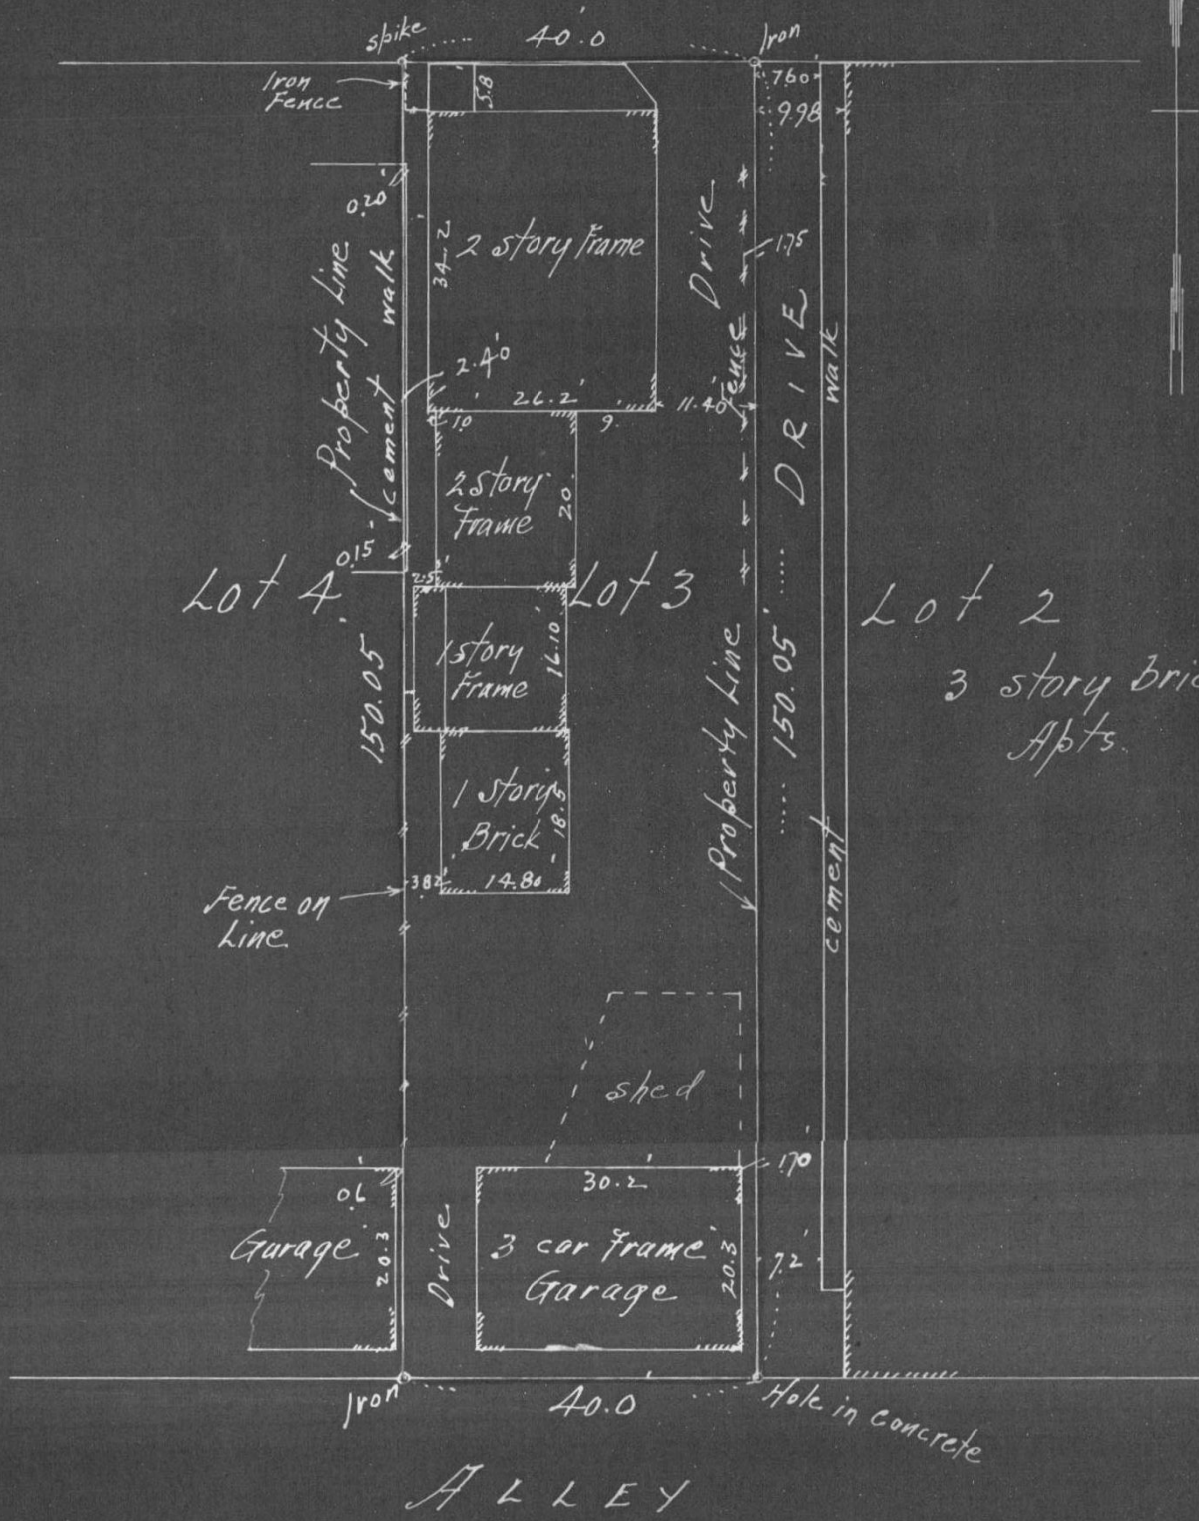 spike
40.0
Iron
Iron
Fence
5.8
7.60
9.98
0.20
Property Line
cement walk
34.2
2 story Frame
Drive
Fence
1.75
DRIVE
walk
2.40
26.2
11.40
10
9.
2 Story
Frame
20.
0.15
2.5
Lot 4
Lot 3
Lot 2
150.05
1 story
Frame
16.10
Property Line
150.05
3 story Bric
Apts.
1 Story
Brick
18.5
cement
3.82
14.80
Fence on
Line
shed
1.70
0.6
30.2
Garage
20.3
Drive
3 car Frame
Garage
20.3
7.2
Iron
40.0
Hole in concrete
ALLEY